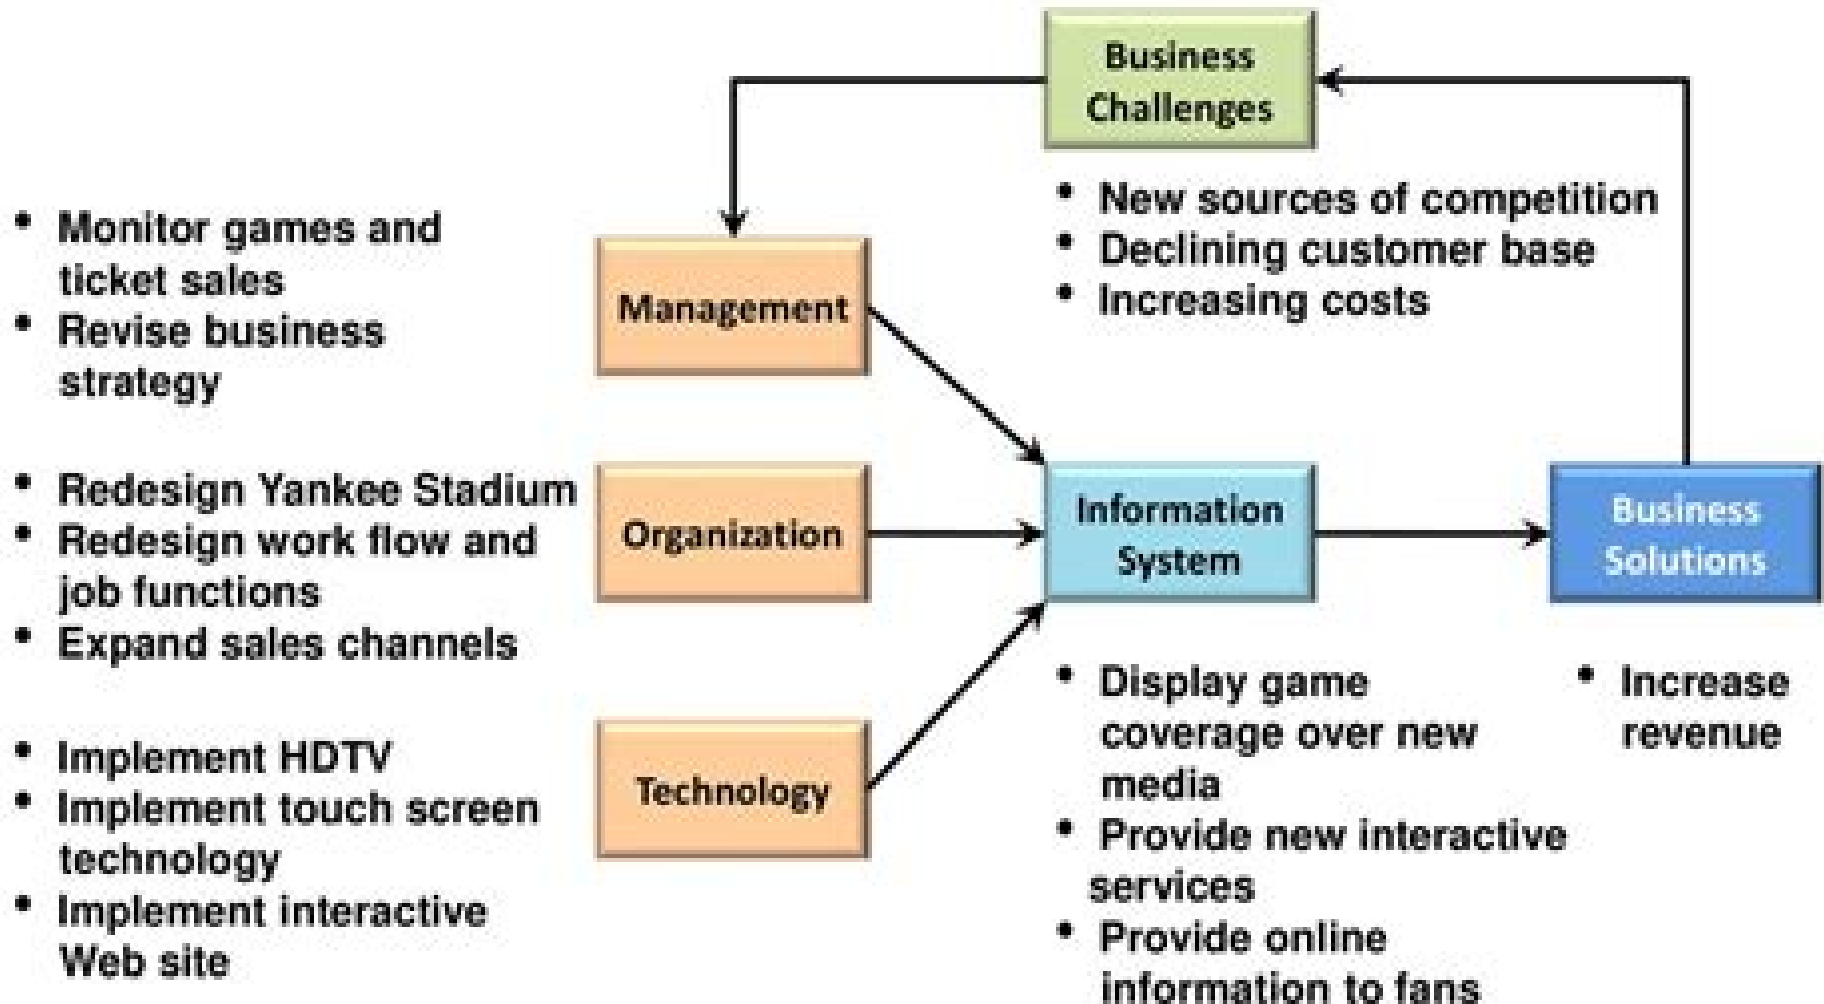 Business
Challenges
• New sources of competition
• Declining customer base
• Increasing costs
• Monitor games and
ticket sales
• Revise business
strategy
Management
• Redesign Yankee Stadium
• Redesign work flow and
job functions
• Expand sales channels
Organization
Information
System
Business
Solutions
• Implement HDTV
• Implement touch screen
technology
• Implement interactive
Web site
Technology
• Display game
coverage over new
media
• Provide new interactive
services
• Provide online
information to fans
• Increase
revenue